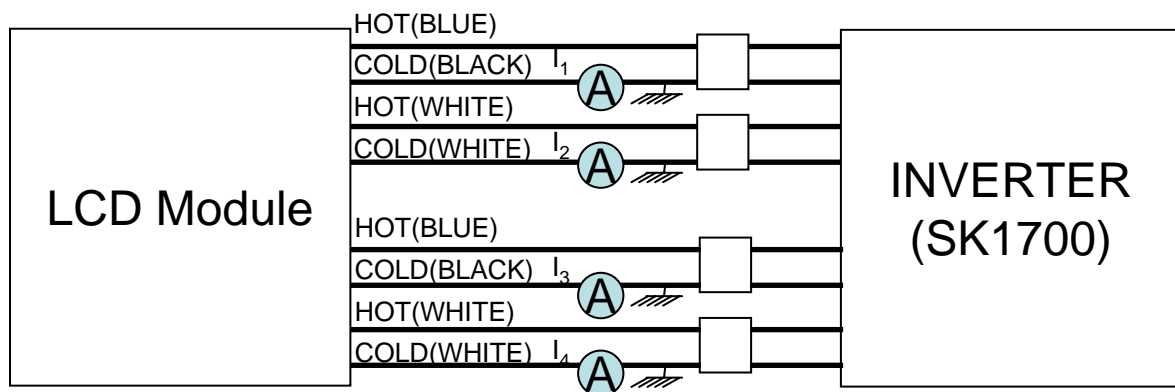 HOT(BLUE)
COLD(BLACK) I₁
A
HOT(WHITE)
COLD(WHITE) I₂
A
LCD Module
INVERTER
(SK1700)
HOT(BLUE)
COLD(BLACK) I₃
A
HOT(WHITE)
COLD(WHITE) I₄
A